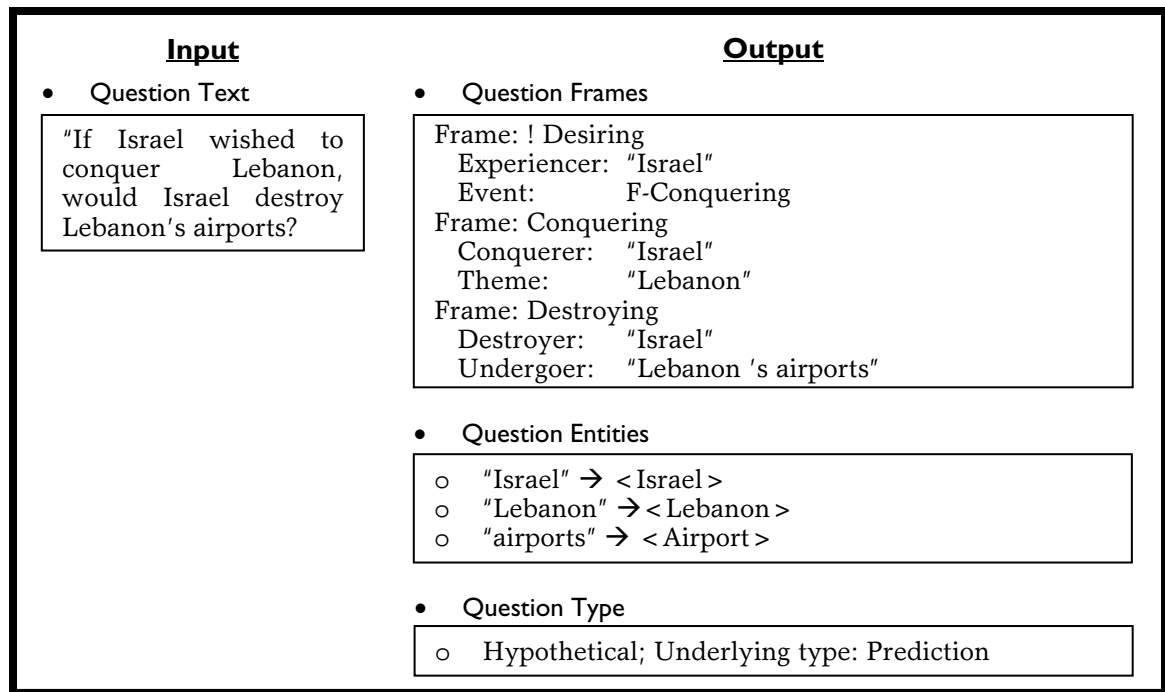 Input
• Question Text
"If Israel wished to
conquer Lebanon,
would Israel destroy
Lebanon's airports?
Output
• Question Frames
Frame: ! Desiring
Experiencer: "Israel"
Event: F-Conquering
Frame: Conquering
Conquerer: "Israel"
Theme: "Lebanon"
Frame: Destroying
Destroyer: "Israel"
Undergoer: "Lebanon 's airports"
• Question Entities
o "Israel" → <Israel>
o "Lebanon" → <Lebanon>
o "airports" → <Airport>
• Question Type
o Hypothetical; Underlying type: Prediction